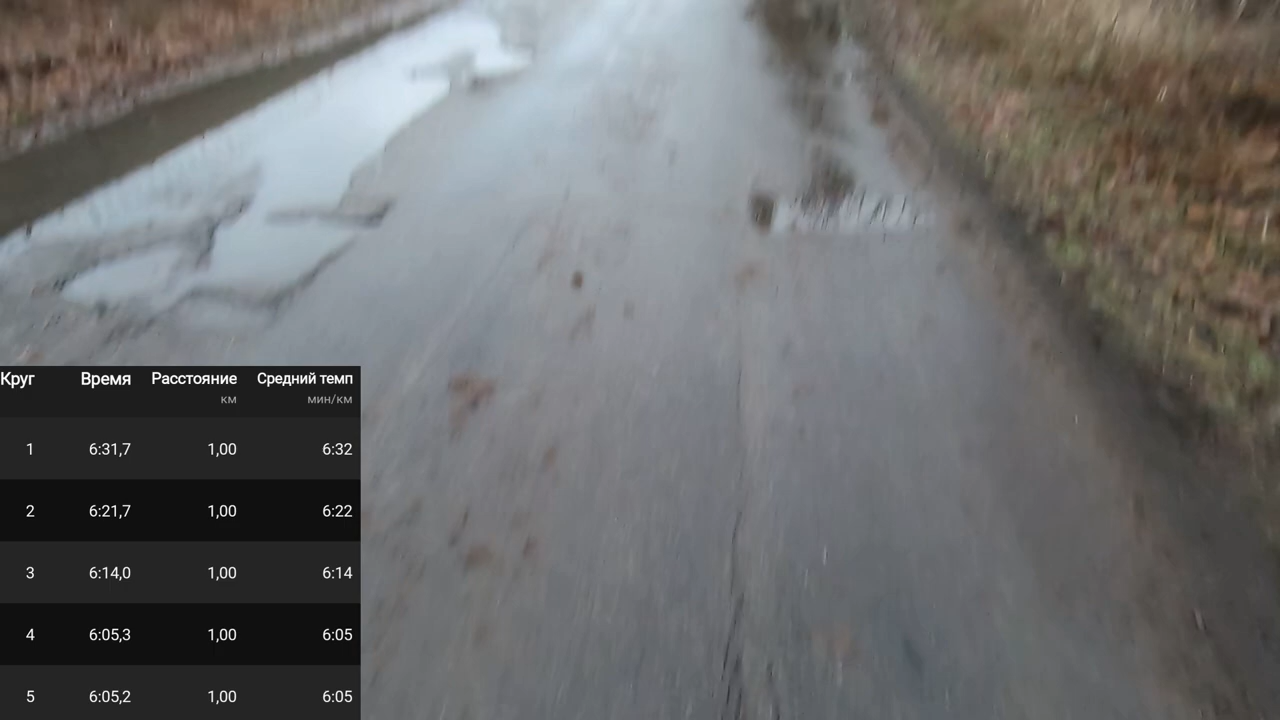 Круг Время Расстояние Средний темп
км мин/км
1 6:31,7 1,00 6:32
2 6:21,7 1,00 6:22
3 6:14,0 1,00 6:14
4 6:05,3 1,00 6:05
5 6:05,2 1,00 6:05